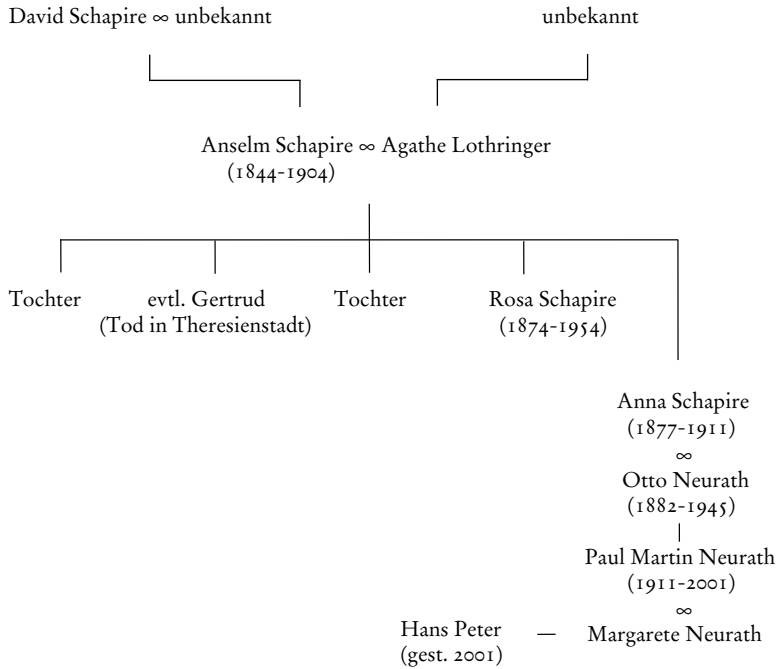 David Schapire ∞ unbekannt
unbekannt
Anselm Schapire ∞ Agathe Lothringer
(1844-1904)
Tochter
evtl. Gertrud
(Tod in Theresienstadt)
Tochter
Rosa Schapire
(1874-1954)
Anna Schapire
(1877-1911)
∞
Otto Neurath
(1882-1945)
Paul Martin Neurath
(1911-2001)
∞
Hans Peter — Margarete Neurath
(gest. 2001)